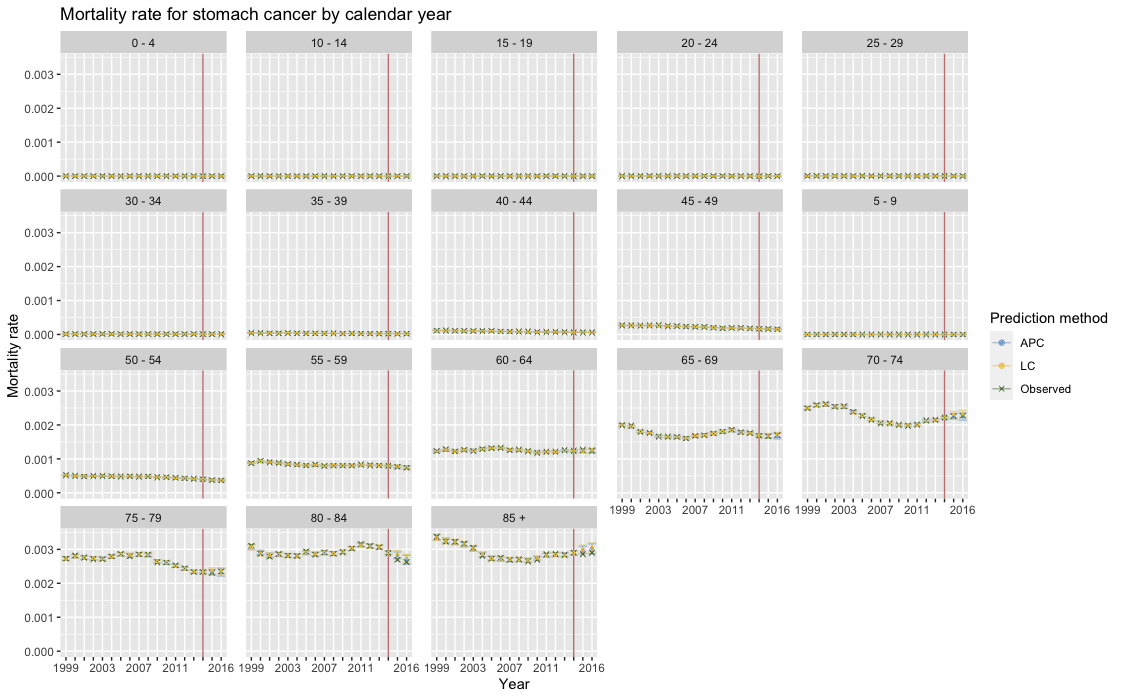 Mortality rate for stomach cancer by calendar year
0 - 4
10 - 14
15 - 19
20 - 24
25 - 29
0.003
0.002
0.001
0.000
30 - 34
35 - 39
40 - 44
45 - 49
5 - 9
0.003
0.002
0.001
0.000
Mortality rate
50 - 54
55 - 59
60 - 64
65 - 69
70 - 74
0.003
0.002
0.001
0.000
1999 2003 2007 2011 2016
1999 2003 2007 2011 2016
75 - 79
80 - 84
85 +
0.003
0.002
0.001
0.000
1999 2003 2007 2011 2016
1999 2003 2007 2011 2016
1999 2003 2007 2011 2016
Year
Prediction method
APC
LC
Observed